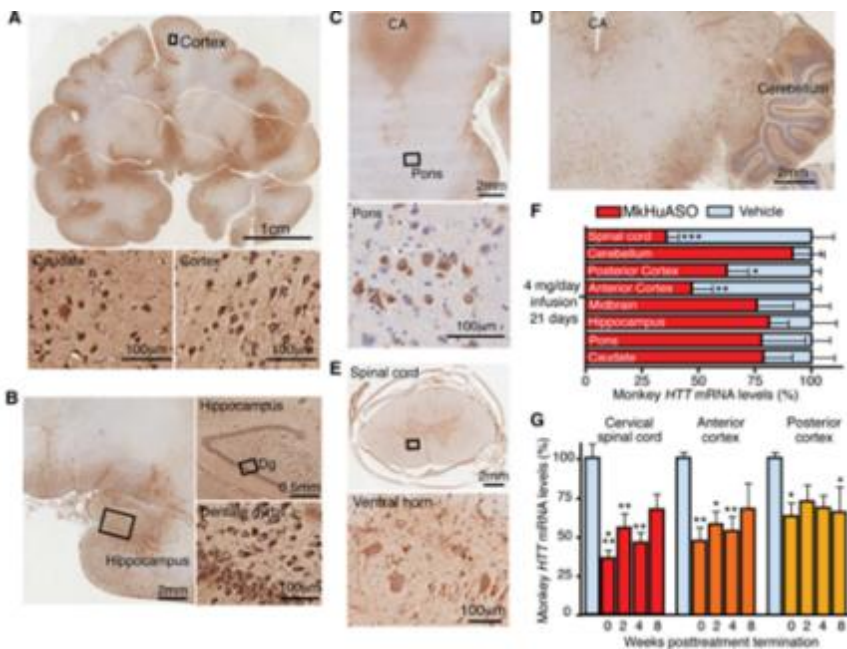 A
Cortex
1cm
Caudate
Cortex
100µm
100µm
B
Hippocampus
2mm
Hippocampus
Dg
0.5mm
100µm
C
CA
Pons
2mm
Pons
100µm
E
Spinal cord
2mm
Ventral horn
100µm
D
CA
Cerebellum
2mm
F
MkHuASO
Vehicle
4 mg/day
infusion
21 days
Spinal cord
***
Cerebellum
Posterior Cortex
*
Anterior Cortex
**
Midbrain
Hippocampus
Pons
Caudate
0 25 50 75 100
Monkey HTT mRNA levels (%)
G
Cervical
spinal cord
Anterior
cortex
Posterior
cortex
Monkey HTT mRNA levels (%)
100
75
50
25
0
*
**
**
**
**
*
**
*
*
0 2 4 8
0 2 4 8
0 2 4 8
Weeks posttreatment termination